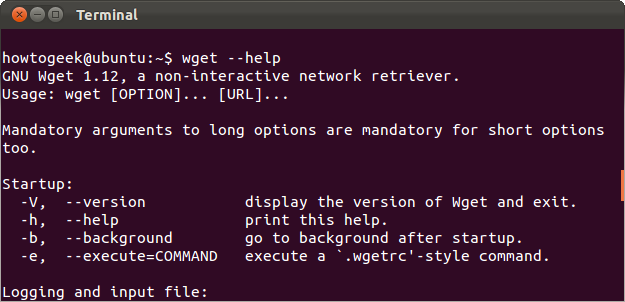 Terminal
howtogeek@ubuntu:~$ wget --help
GNU Wget 1.12, a non-interactive network retriever.
Usage: wget [OPTION]... [URL]...
Mandatory arguments to long options are mandatory for short options
too.
Startup:
  -V,  --version           display the version of Wget and exit.
  -h,  --help              print this help.
  -b,  --background        go to background after startup.
  -e,  --execute=COMMAND   execute a `.wgetrc'-style command.
Logging and input file: